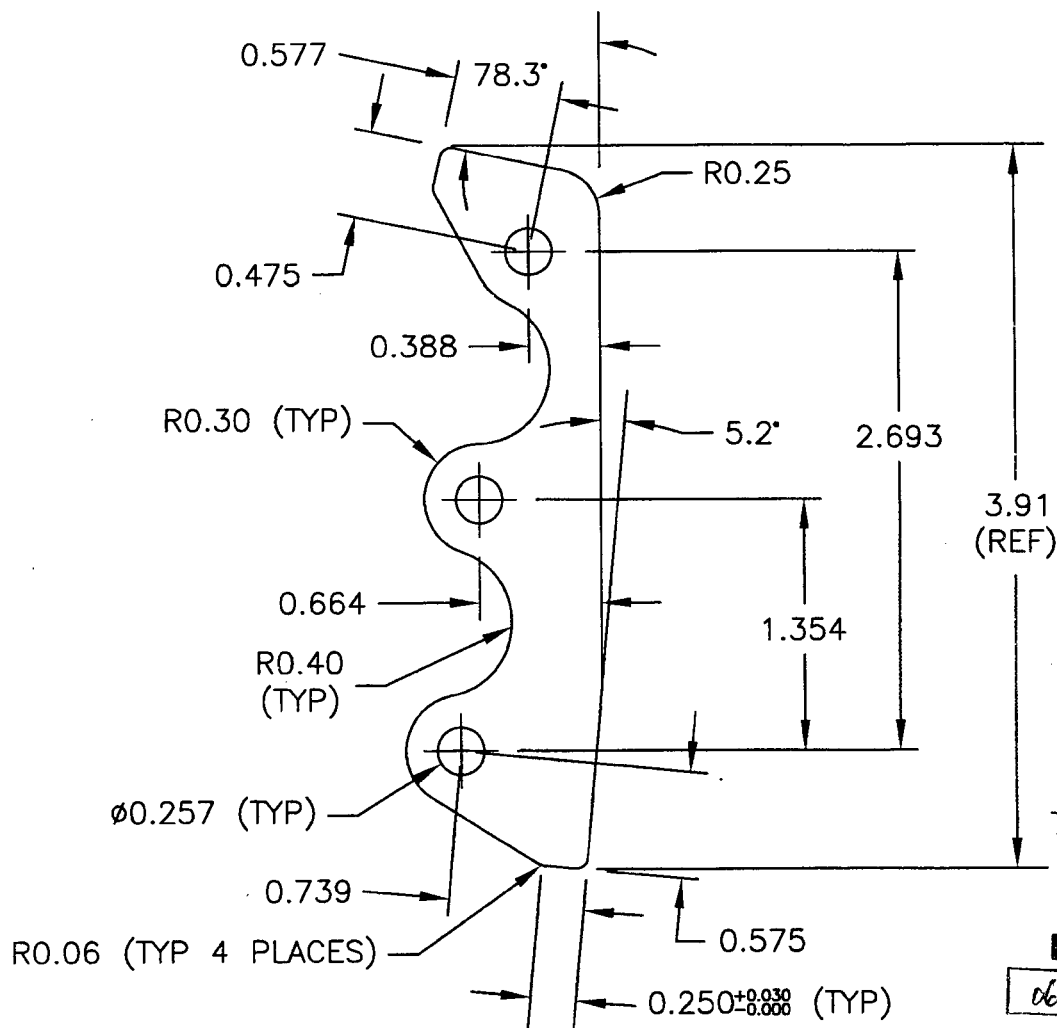 0.577
78.3°
R0.25
0.475
0.388
R0.30 (TYP)
5.2°
2.693
3.91
(REF)
0.664
1.354
R0.40
(TYP)
ø0.257 (TYP)
0.739
R0.06 (TYP 4 PLACES)
0.575
0.250+0.030 -0.000 (TYP)